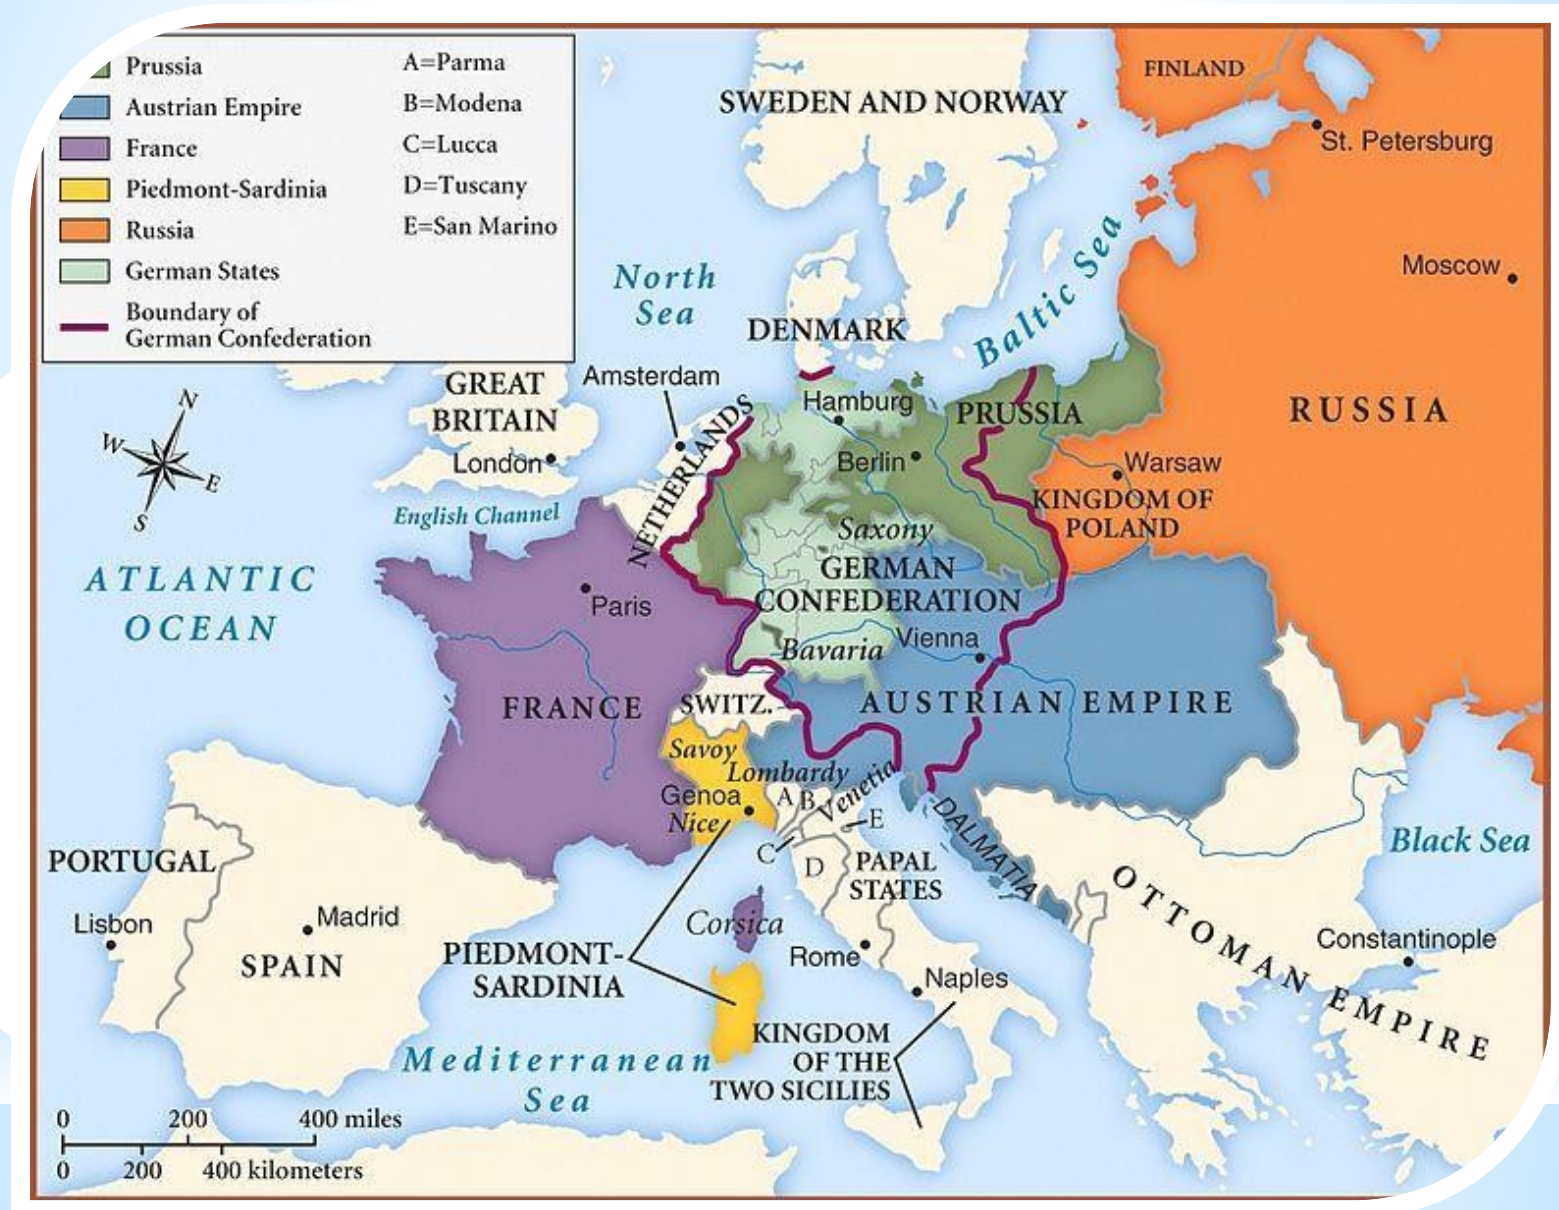 Prussia
Austrian Empire
France
Piedmont-Sardinia
Russia
German States
Boundary of
German Confederation
A=Parma
B=Modena
C=Lucca
D=Tuscany
E=San Marino
FINLAND
SWEDEN AND NORWAY
St. Petersburg
Moscow
North
Sea
Baltic Sea
DENMARK
GREAT
BRITAIN
Amsterdam
London
NETHERLANDS
Hamburg
PRUSSIA
RUSSIA
Berlin
Warsaw
KINGDOM OF
POLAND
N
W
E
S
English Channel
Saxony
GERMAN
CONFEDERATION
ATLANTIC
OCEAN
Paris
Bavaria
Vienna
FRANCE
SWITZ.
AUSTRIAN EMPIRE
Savoy
Lombardy
Venetia
Genoa
Nice
A
B
C
D
E
DALMATIA
Black Sea
PORTUGAL
PAPAL
STATES
OTTOMAN EMPIRE
Lisbon
Madrid
SPAIN
Corsica
PIEDMONT-
SARDINIA
Rome
Naples
Constantinople
KINGDOM
OF THE
TWO SICILIES
Mediterranean
Sea
0 200 400 miles
0 200 400 kilometers